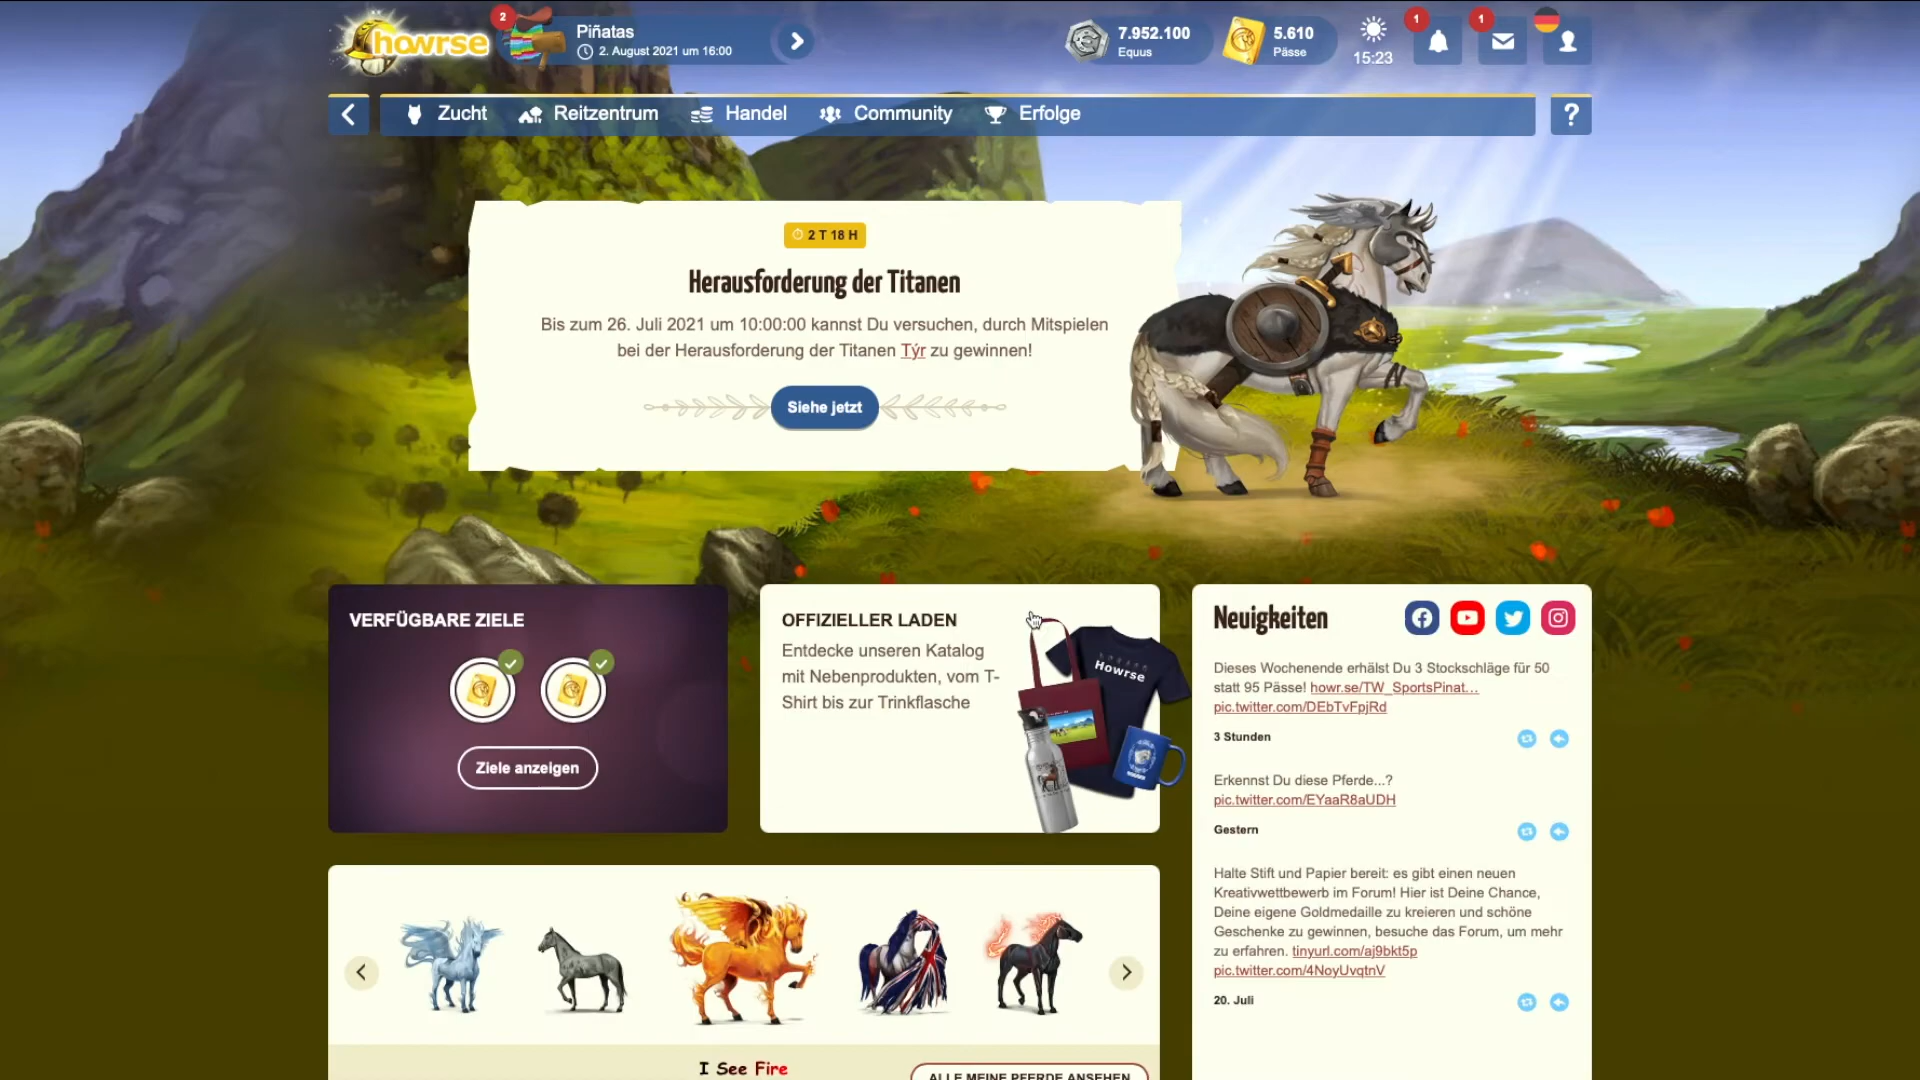 howrse
2
Piñatas
2. August 2021 um 16:00
7.952.100
Equus
5.610
Pässe
15:23
1
1
Zucht
Reitzentrum
Handel
Community
Erfolge
?
2 T 18 H
Herausforderung der Titanen
Bis zum 26. Juli 2021 um 10:00:00 kannst Du versuchen, durch Mitspielen
bei der Herausforderung der Titanen Týr zu gewinnen!
Siehe jetzt
VERFÜGBARE ZIELE
Ziele anzeigen
OFFIZIELLER LADEN
Entdecke unseren Katalog
mit Nebenprodukten, vom T-
Shirt bis zur Trinkflasche
Howrse
Neuigkeiten
Dieses Wochenende erhälst Du 3 Stockschläge für 50
statt 95 Pässe! howr.se/TW_SportsPinat...
pic.twitter.com/DEbTvFpjRd
3 Stunden
Erkennst Du diese Pferde...?
pic.twitter.com/EYaaR8aUDH
Gestern
Halte Stift und Papier bereit: es gibt einen neuen
Kreativwettbewerb im Forum! Hier ist Deine Chance,
Deine eigene Goldmedaille zu kreieren und schöne
Geschenke zu gewinnen, besuche das Forum, um mehr
zu erfahren. tinyurl.com/aj9bkt5p
pic.twitter.com/4NoyUvqtnV
20. Juli
I See Fire
ALLE MEINE PFERDE ANSEHEN